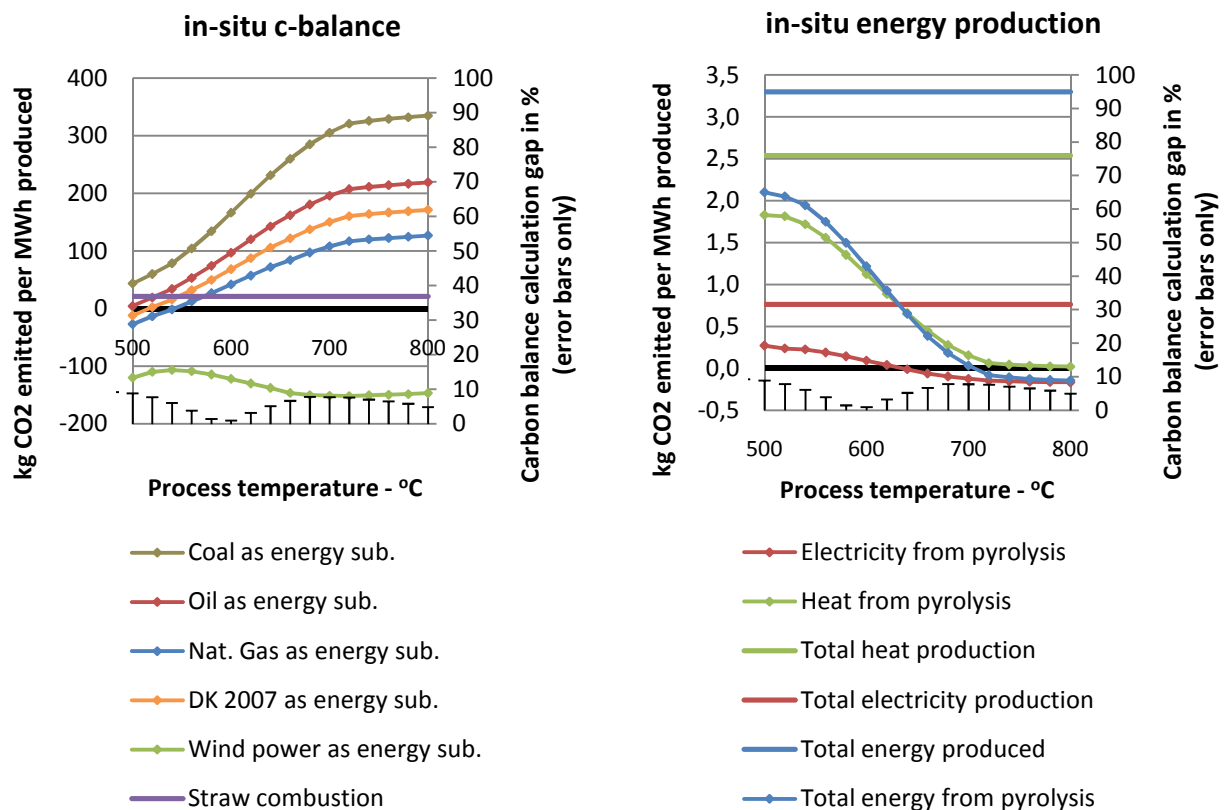 in-situ c-balance
kg CO2 emitted per MWh produced
400
300
200
100
0
-100
-200
100
90
80
70
60
50
40
30
20
10
0
Carbon balance calculation gap in %
(error bars only)
500
600
700
800
Process temperature - ºC
Coal as energy sub.
Oil as energy sub.
Nat. Gas as energy sub.
DK 2007 as energy sub.
Wind power as energy sub.
Straw combustion
in-situ energy production
kg CO2 emitted per MWh produced
3,5
3,0
2,5
2,0
1,5
1,0
0,5
0,0
-0,5
100
90
80
70
60
50
40
30
20
10
0
Carbon balance calculation gap in %
(error bars only)
500
600
700
800
Process temperature - ºC
Electricity from pyrolysis
Heat from pyrolysis
Total heat production
Total electricity production
Total energy produced
Total energy from pyrolysis